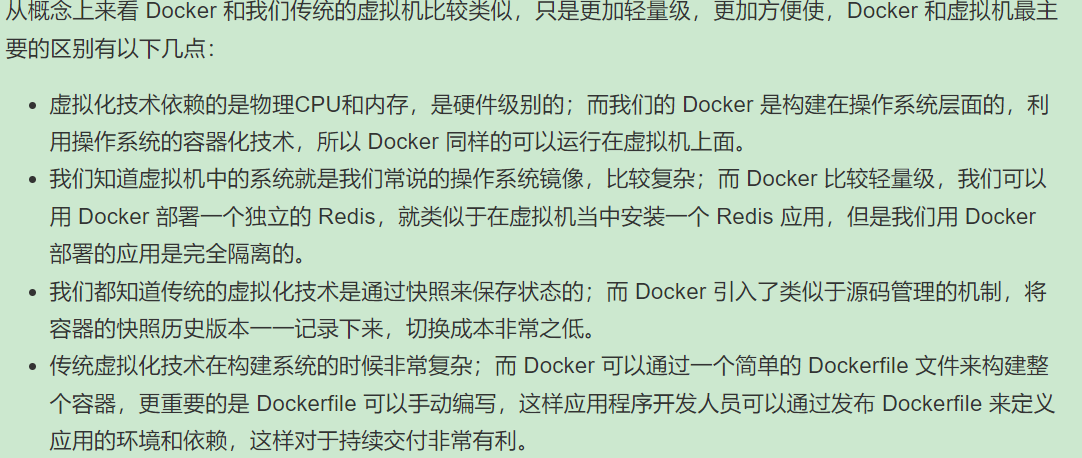 从概念上来看 Docker 和我们传统的虚拟机比较类似，只是更加轻量级，更加方便使，Docker 和虚拟机最主
要的区别有以下几点：
• 虚拟化技术依赖的是物理CPU和内存，是硬件级别的；而我们的 Docker 是构建在操作系统层面的，利
用操作系统的容器化技术，所以 Docker 同样的可以运行在虚拟机上面。
• 我们知道虚拟机中的系统就是我们常说的操作系统镜像，比较复杂；而 Docker 比较轻量级，我们可以
用 Docker 部署一个独立的 Redis，就类似于在虚拟机当中安装一个 Redis 应用，但是我们用 Docker
部署的应用是完全隔离的。
• 我们都知道传统的虚拟化技术是通过快照来保存状态的；而 Docker 引入了类似于源码管理的机制，将
容器的快照历史版本一一记录下来，切换成本非常之低。
• 传统虚拟化技术在构建系统的时候非常复杂；而 Docker 可以通过一个简单的 Dockerfile 文件来构建整
个容器，更重要的是 Dockerfile 可以手动编写，这样应用程序开发人员可以通过发布 Dockerfile 来定义
应用的环境和依赖，这样对于持续交付非常有利。